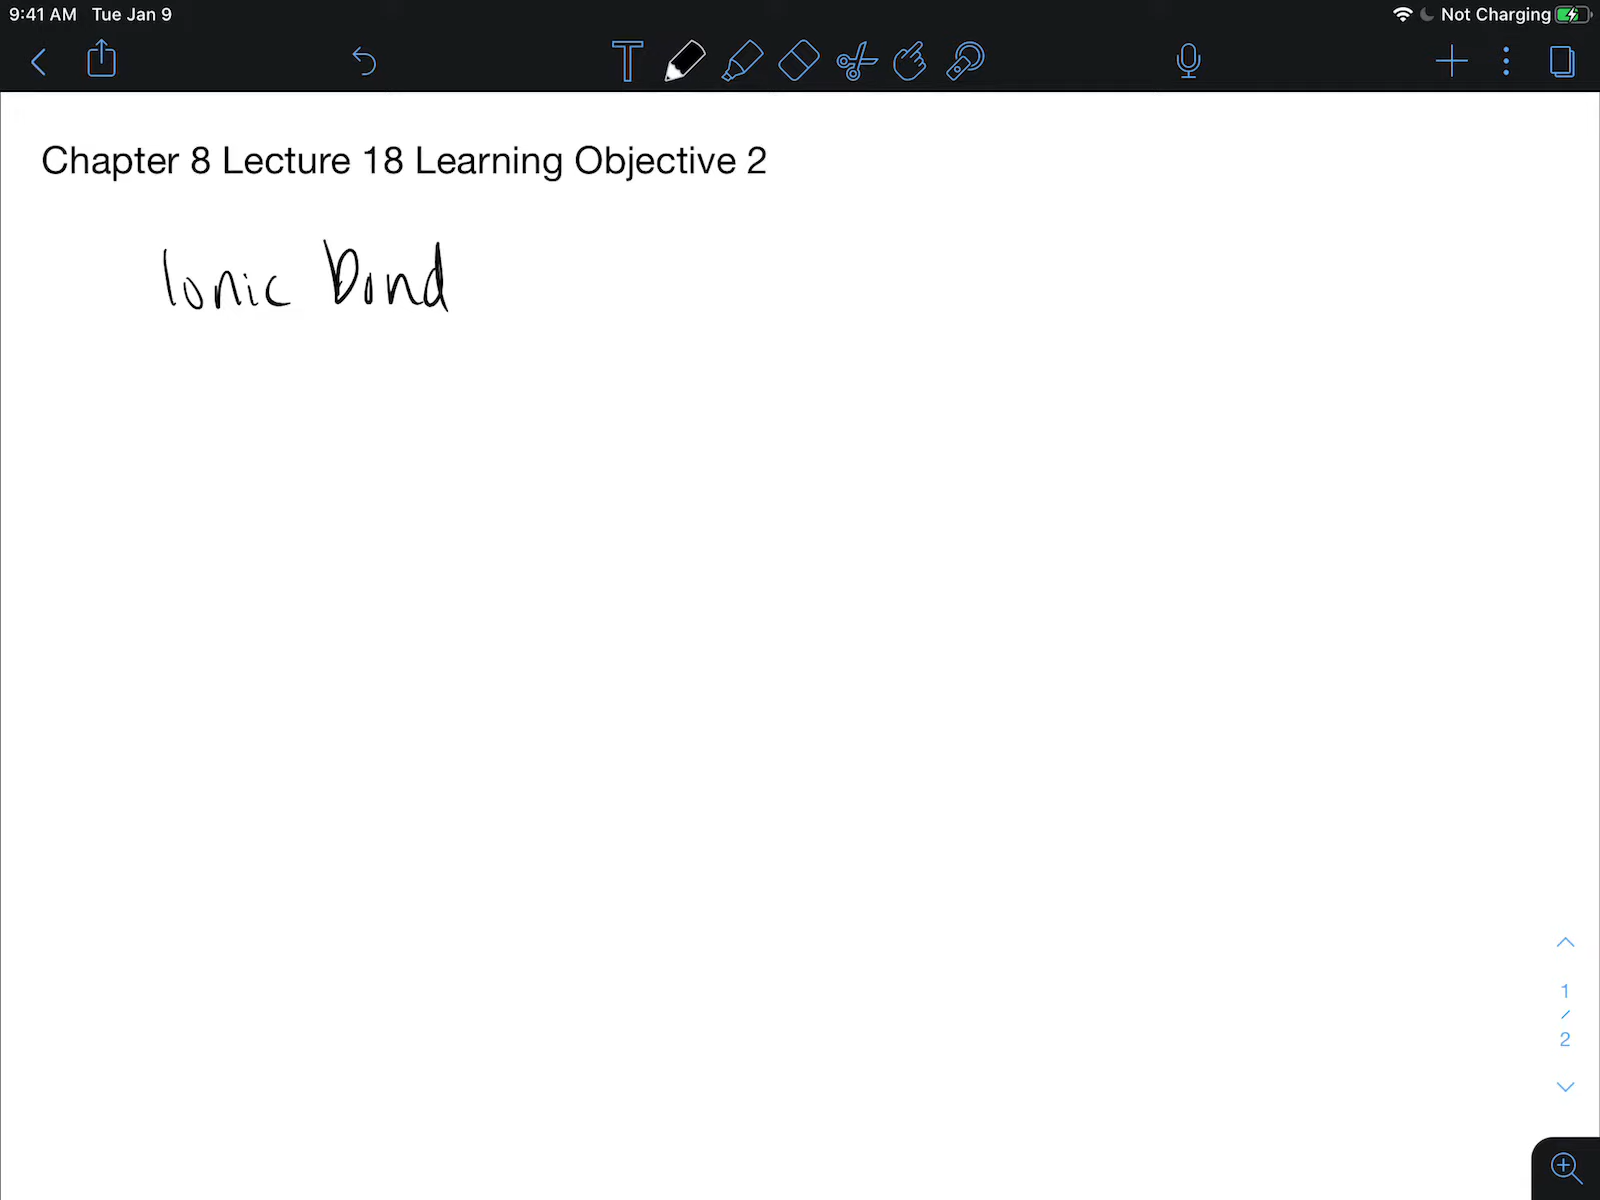 9:41 AM Tue Jan 9 Not Charging
Chapter 8 Lecture 18 Learning Objective 2
Ionic Bond
1
/
2